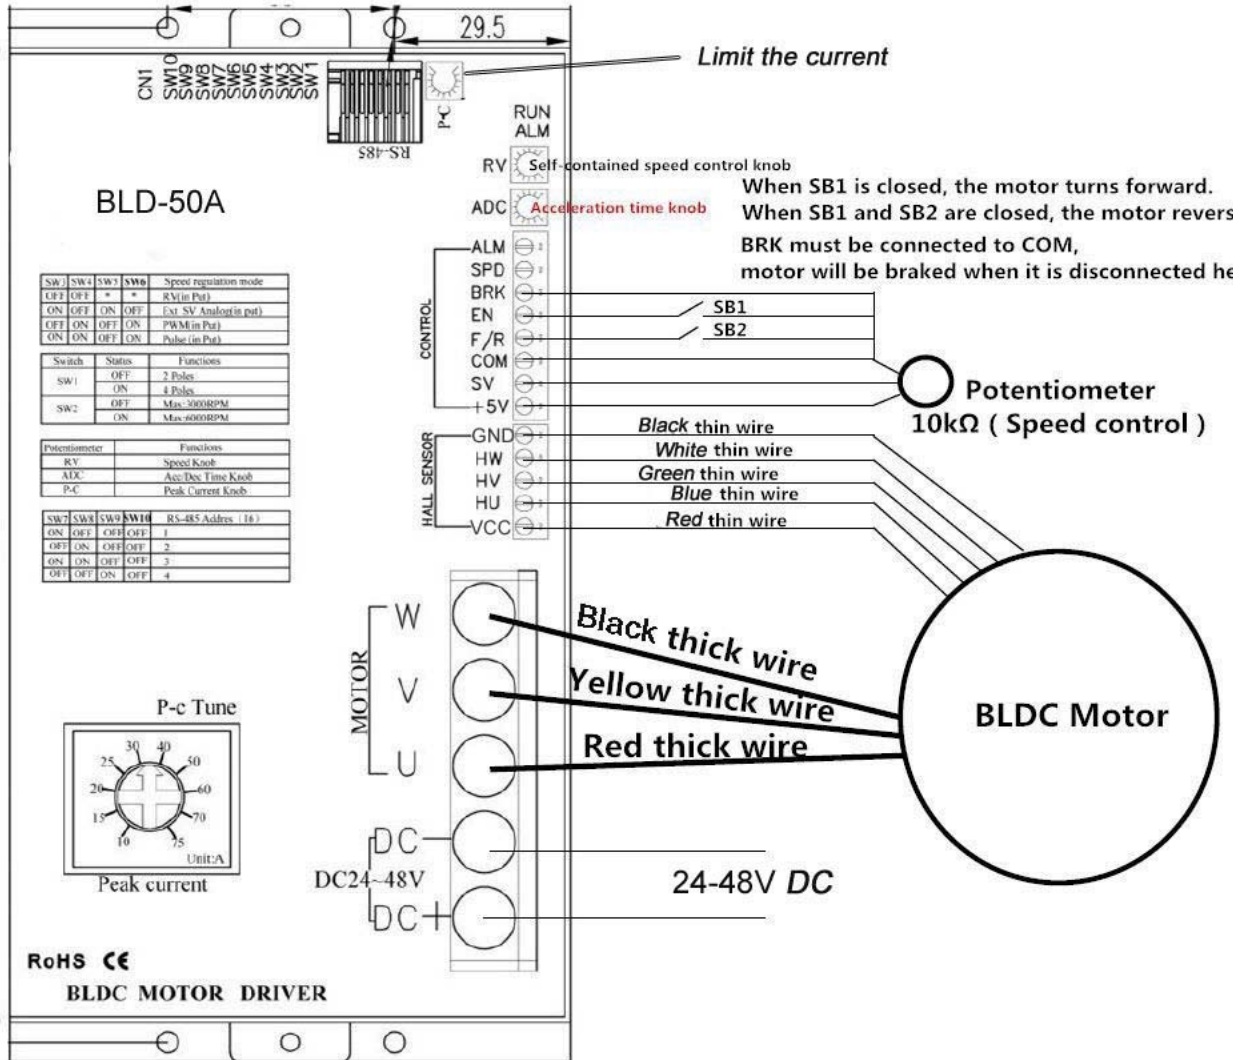 29.5
Limit the current
CN1
SW10
SW9
SW8
SW7
SW6
SW5
SW4
SW3
SW2
SW1
P-C
RS-485
RUN
ALM
RV Self-contained speed control knob
ADC Acceleration time knob
When SB1 is closed, the motor turns forward.
When SB1 and SB2 are closed, the motor revers
BRK must be connected to COM,
motor will be braked when it is disconnected he
BLD-50A
SW3 SW4 SW5 SW6 Speed regulation mode
OFF OFF * * RV(in Put)
ON OFF ON OFF Ext SV Analog(in put)
OFF ON OFF ON PWM(in Put)
ON ON OFF ON Pulse (in Put)
Switch Status Functions
SW1 OFF 2 Poles
ON 4 Poles
SW2 OFF Max:3000RPM
ON Max:6000RPM
Potentiometer Functions
RV Speed Knob
ADC Acc/Dec Time Knob
P-C Peak Current Knob
SW7 SW8 SW9 SW10 RS-485 Addres (16)
ON OFF OFF OFF 1
OFF ON OFF OFF 2
ON ON OFF OFF 3
OFF OFF ON OFF 4
CONTROL
ALM
SPD
BRK
EN SB1
F/R SB2
COM
SV
+5V
Potentiometer
10kΩ ( Speed control )
HALL SENSOR
GND Black thin wire
HW White thin wire
HV Green thin wire
HU Blue thin wire
VCC Red thin wire
MOTOR
W Black thick wire
V Yellow thick wire
U Red thick wire
BLDC Motor
DC-
DC24~48V
DC+
24-48V DC
P-c Tune
10 15 20 25 30 40 50 60 70 75
Unit:A
Peak current
RoHS CE
BLDC MOTOR DRIVER